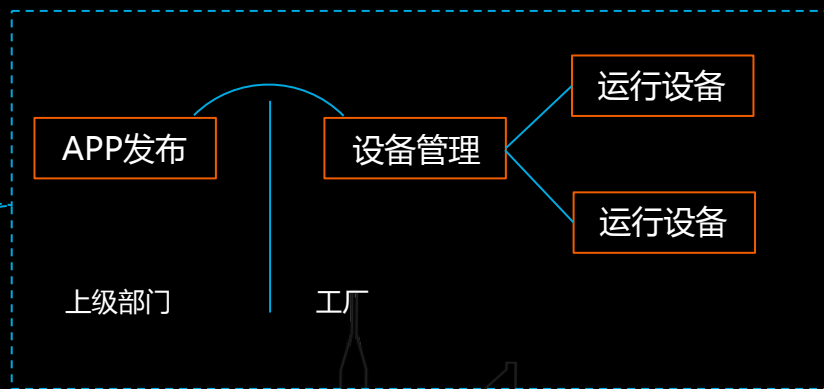 运行设备
APP发布
设备管理
运行设备
上级部门
工厂